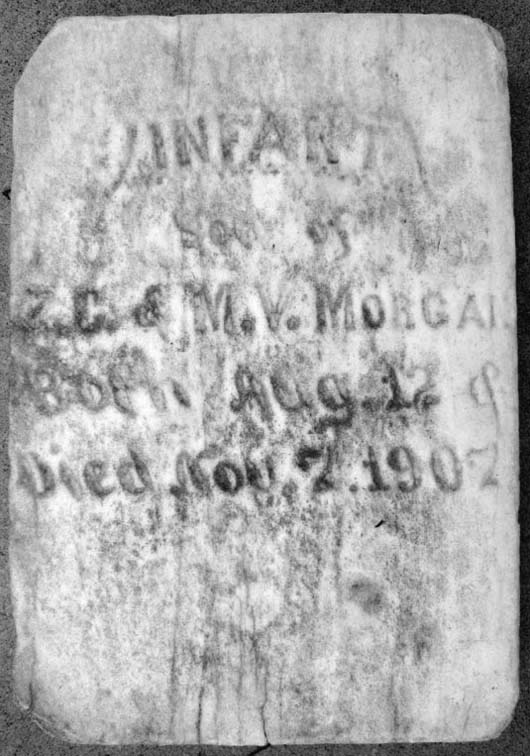 INFANT
Son of
Z.C. & M.V. MORGAN
Born Aug. 12
Died Nov. 7. 1907